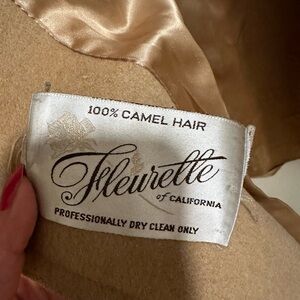 100% CAMEL HAIR
Fleurette
of CALIFORNIA
PROFESSIONALLY DRY CLEAN ONLY